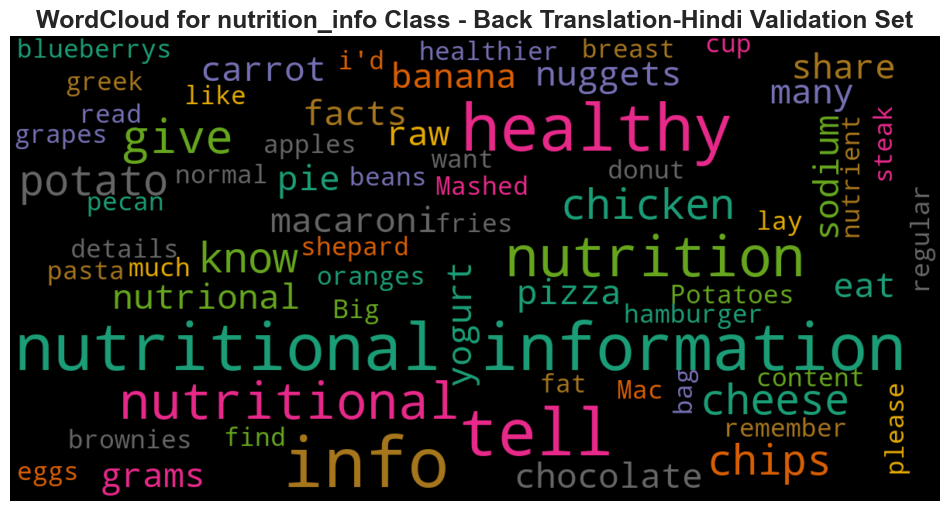 WordCloud for nutrition_info Class - Back Translation-Hindi Validation Set
blueberrys
healthier
breast
cup
i'd
carrot
banana
nuggets
share
greek
like
many
read
facts
healthy
grapes
give
raw
apples
sodium
nutrient
steak
want
potato
normal
pie
beans
Mashed
donut
pecan
macaroni
fries
chicken
lay
regular
details
know
shepard
nutrition
pasta
much
oranges
yogurt
pizza
Potatoes
eat
nutrional
Big
hamburger
nutritional information
nutritional
fat
Mac
bag
content
cheese
please
tell
brownies
find
remember
info
eggs
grams
chocolate
chips